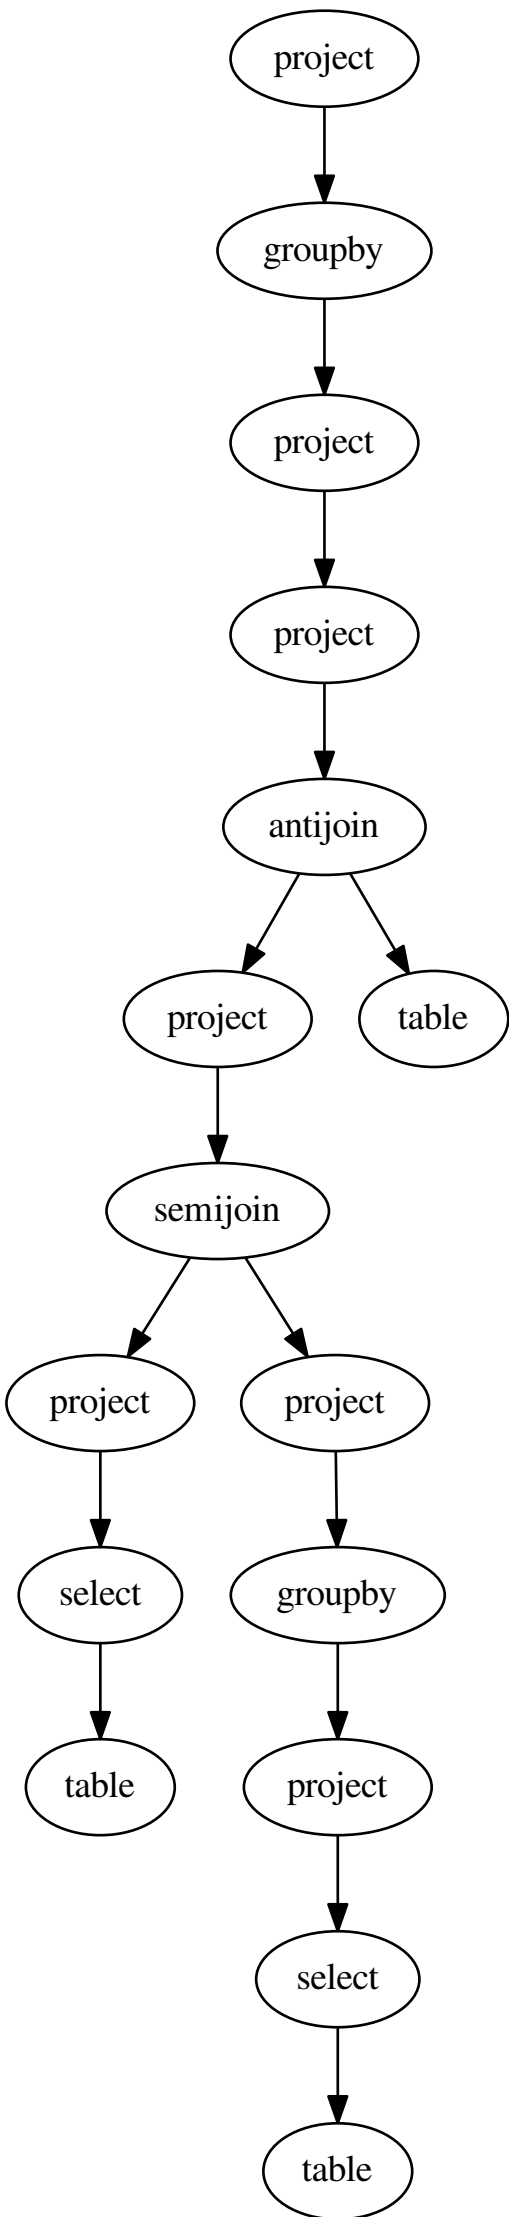 project
groupby
project
project
antijoin
project table
semijoin
project project
select groupby
table project
select
table